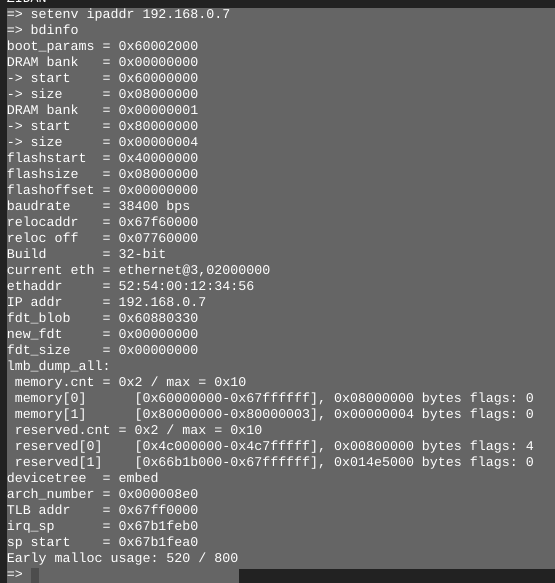 => setenv ipaddr 192.168.0.7
=> bdinfo
boot_params = 0x60002000
DRAM bank   = 0x00000000
-> start    = 0x60000000
-> size     = 0x08000000
DRAM bank   = 0x00000001
-> start    = 0x80000000
-> size     = 0x00000004
flashstart  = 0x40000000
flashsize   = 0x08000000
flashoffset = 0x00000000
baudrate    = 38400 bps
relocaddr   = 0x67f60000
reloc off   = 0x07760000
Build       = 32-bit
current eth = ethernet@3,02000000
ethaddr     = 52:54:00:12:34:56
IP addr     = 192.168.0.7
fdt_blob    = 0x60880330
new_fdt     = 0x00000000
fdt_size    = 0x00000000
lmb_dump_all:
 memory.cnt = 0x2 / max = 0x10
 memory[0]      [0x60000000-0x67ffffff], 0x08000000 bytes flags: 0
 memory[1]      [0x80000000-0x80000003], 0x00000004 bytes flags: 0
 reserved.cnt = 0x2 / max = 0x10
 reserved[0]    [0x4c000000-0x4c7fffff], 0x00800000 bytes flags: 4
 reserved[1]    [0x66b1b000-0x67ffffff], 0x014e5000 bytes flags: 0
devicetree  = embed
arch_number = 0x000008e0
TLB addr    = 0x67ff0000
irq_sp      = 0x67b1feb0
sp start    = 0x67b1fea0
Early malloc usage: 520 / 800
=>